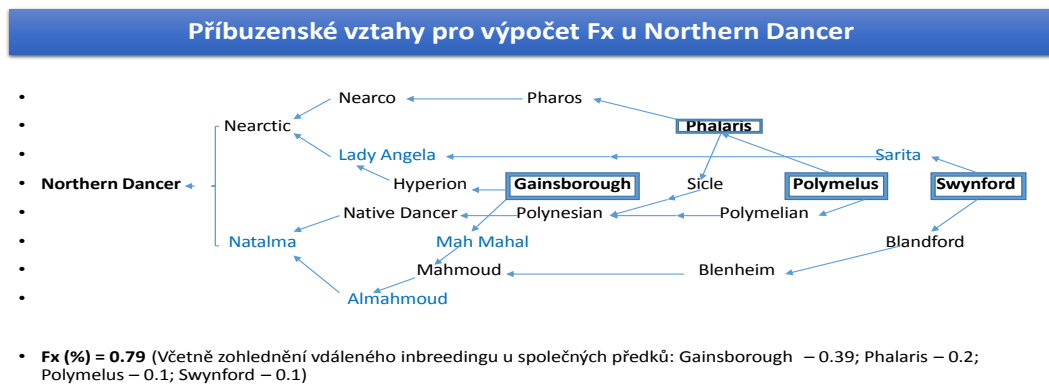 Příbuzenské vztahy pro výpočet Fx u Northern Dancer
• Nearco Pharos
• Nearctic Phalaris
• Lady Angela Sarita
• Northern Dancer Hyperion Gainsborough Sicle Polymelus Swynford
• Native Dancer Polynesian Polymelian
• Natalma Mah Mahal Blandford
• Mahmoud Blenheim
• Almahmoud
• Fx (%) = 0.79 (Včetně zohlednění vdáleného inbreedingu u společných předků: Gainsborough – 0.39; Phalaris – 0.2;
Polymelus – 0.1; Swynford – 0.1)